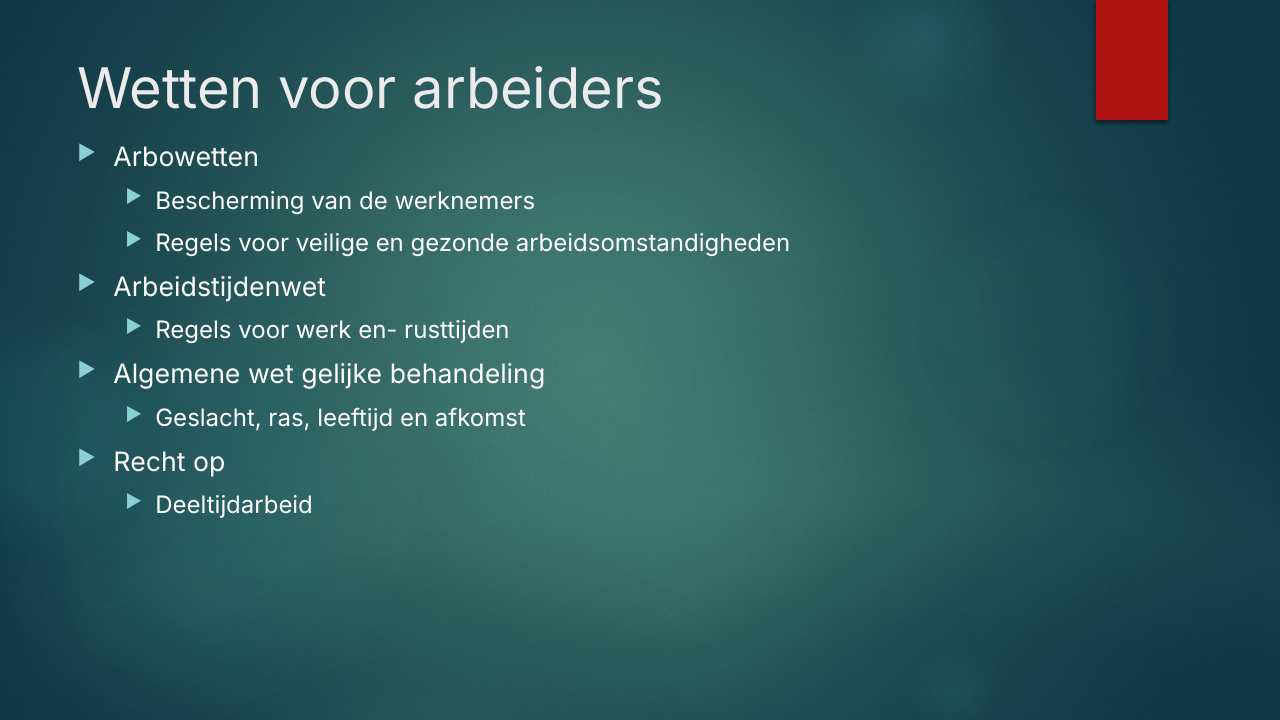 Wetten voor arbeiders
Arbowetten
Bescherming van de werknemers
Regels voor veilige en gezonde arbeidsomstandigheden
Arbeidstijdenwet
Regels voor werk en- rusttijden
Algemene wet gelijke behandeling
Geslacht, ras, leeftijd en afkomst
Recht op
Deeltijdarbeid